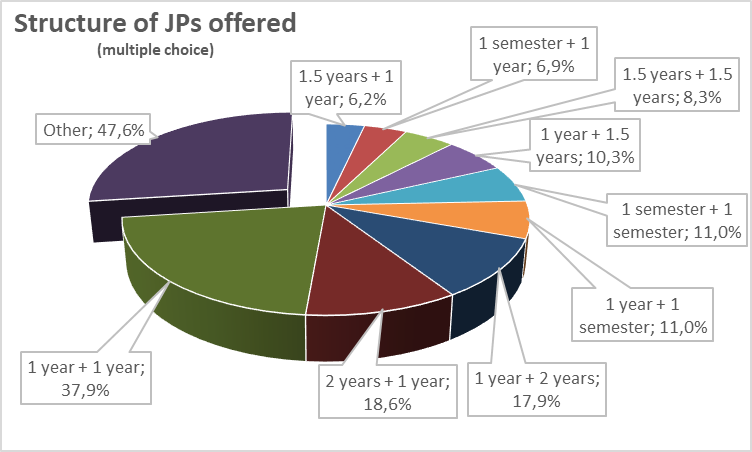 Structure of JPs offered
(multiple choice)
1.5 years + 1
year; 6,2%
1 semester + 1
year; 6,9%
1.5 years + 1.5
years; 8,3%
1 year + 1.5
years; 10,3%
1 semester + 1
semester; 11,0%
1 year + 1
semester; 11,0%
1 year + 2 years;
17,9%
2 years + 1 year;
18,6%
1 year + 1 year;
37,9%
Other; 47,6%